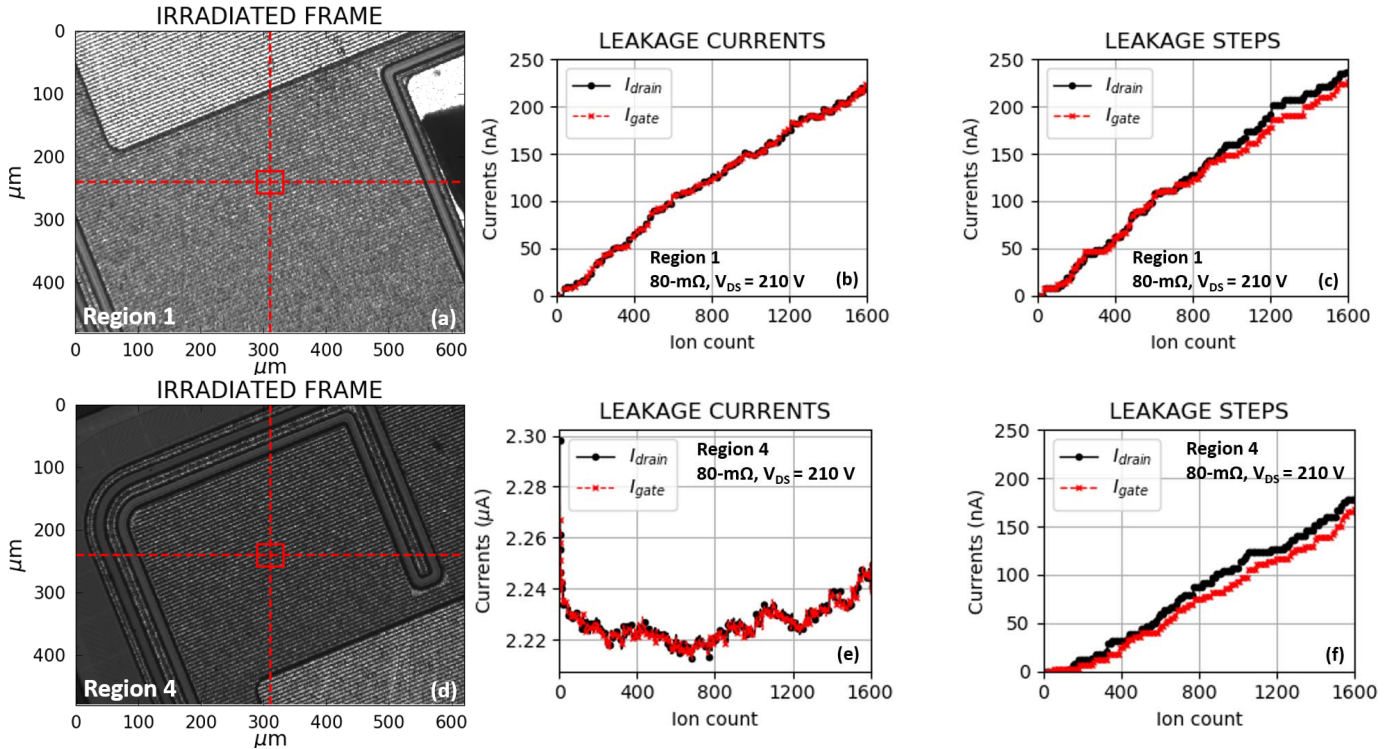 IRRADIATED FRAME
0
100
200
300
400
μm
0 100 200 300 400 500 600
μm
Region 1
(a)
LEAKAGE CURRENTS
250
200
150
100
50
0
Currents (nA)
I_drain
I_gate
Region 1
80-mΩ, V_DS = 210 V
(b)
0 400 800 1200 1600
Ion count
LEAKAGE STEPS
250
200
150
100
50
0
Currents (nA)
I_drain
I_gate
Region 1
80-mΩ, V_DS = 210 V
(c)
0 400 800 1200 1600
Ion count
IRRADIATED FRAME
0
100
200
300
400
μm
0 100 200 300 400 500 600
μm
Region 4
(d)
LEAKAGE CURRENTS
2.30
2.28
2.26
2.24
2.22
Currents (μA)
I_drain
I_gate
Region 4
80-mΩ, V_DS = 210 V
(e)
0 400 800 1200 1600
Ion count
LEAKAGE STEPS
250
200
150
100
50
0
Currents (nA)
I_drain
I_gate
Region 4
80-mΩ, V_DS = 210 V
(f)
0 400 800 1200 1600
Ion count